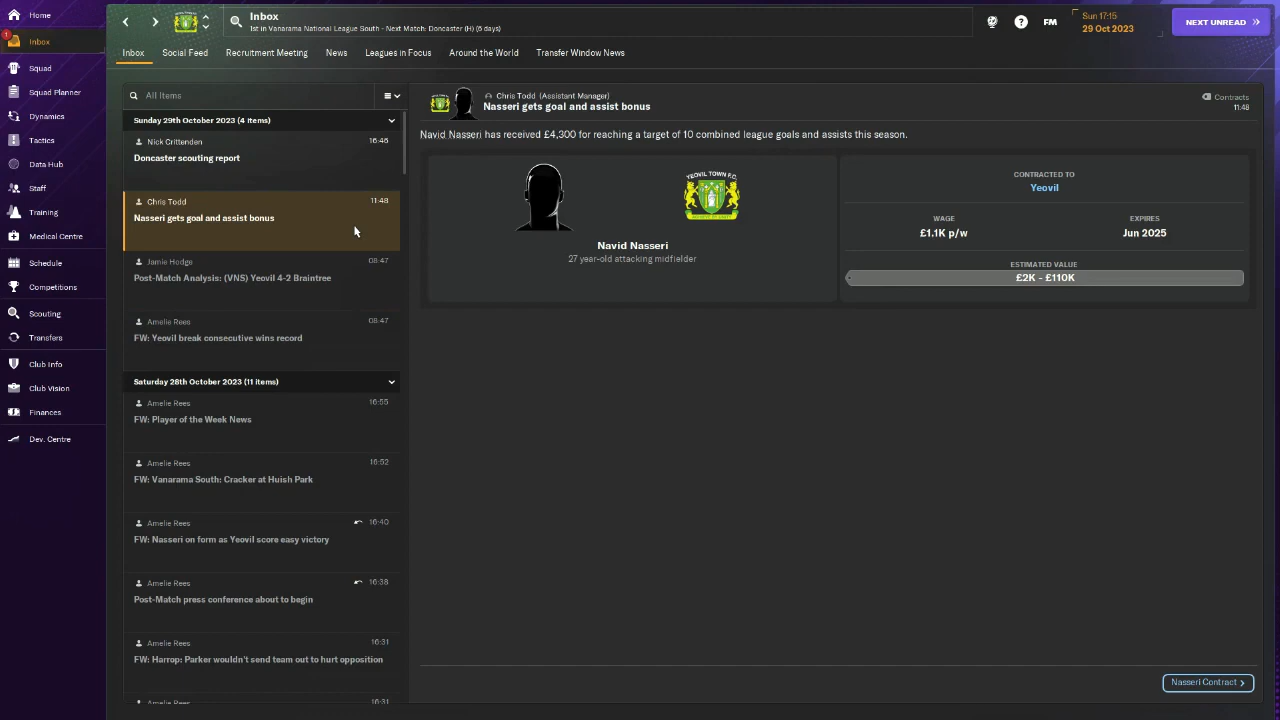 Home
1
Inbox
Squad
Squad Planner
Dynamics
Tactics
Data Hub
Staff
Training
Medical Centre
Schedule
Competitions
Scouting
Transfers
Club Info
Club Vision
Finances
Dev. Centre
Inbox
1st in Vanarama National League South - Next Match: Doncaster (H) (6 days)
FM
Sun 17:15
29 Oct 2023
NEXT UNREAD
Inbox
Social Feed
Recruitment Meeting
News
Leagues in Focus
Around the World
Transfer Window News
All Items
Sunday 29th October 2023 (4 items)
Nick Crittenden
16:46
Doncaster scouting report
Chris Todd
11:48
Nasseri gets goal and assist bonus
Jamie Hodge
08:47
Post-Match Analysis: (VNS) Yeovil 4-2 Braintree
Amelie Rees
08:47
FW: Yeovil break consecutive wins record
Saturday 28th October 2023 (11 items)
Amelie Rees
16:55
FW: Player of the Week News
Amelie Rees
16:52
FW: Vanarama South: Cracker at Huish Park
Amelie Rees
16:40
FW: Nasseri on form as Yeovil score easy victory
Amelie Rees
16:38
Post-Match press conference about to begin
Amelie Rees
16:31
FW: Harrop: Parker wouldn't send team out to hurt opposition
Amelie Rees
16:31
Chris Todd (Assistant Manager)
Nasseri gets goal and assist bonus
Contracts
11:48
Navid Nasseri has received £4,300 for reaching a target of 10 combined league goals and assists this season.
YEOVIL TOWN F.C.
Navid Nasseri
27 year-old attacking midfielder
CONTRACTED TO
Yeovil
WAGE
£1.1K p/w
EXPIRES
Jun 2025
ESTIMATED VALUE
£2K - £110K
Nasseri Contract